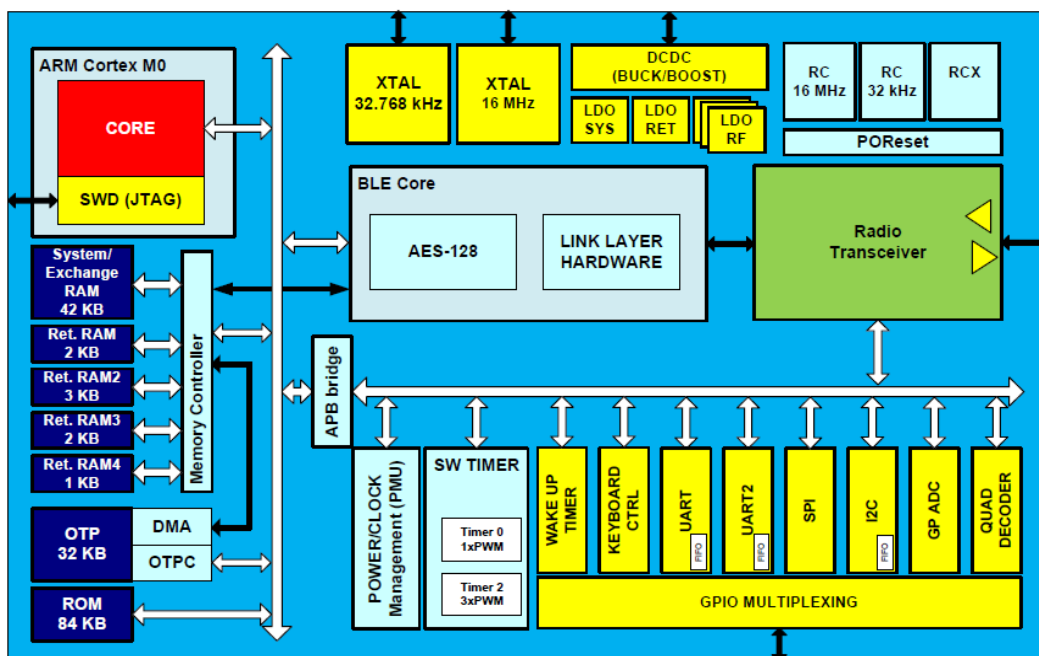 ARM Cortex M0
CORE
SWD (JTAG)
XTAL
32.768 kHz
XTAL
16 MHz
DCDC
(BUCK/BOOST)
LDO
SYS
LDO
RET
LDO
RF
RC
16 MHz
RC
32 kHz
RCX
POReset
BLE Core
AES-128
LINK LAYER
HARDWARE
Radio
Transceiver
System/
Exchange
RAM
42 KB
Ret. RAM
2 KB
Ret. RAM2
3 KB
Ret. RAM3
2 KB
Ret. RAM4
1 KB
Memory Controller
OTP
32 KB
DMA
OTPC
ROM
84 KB
APB bridge
POWER/CLOCK
Management (PMU)
SW TIMER
Timer 0
1xPWM
Timer 2
3xPWM
WAKE UP
TIMER
KEYBOARD
CTRL
UART
FIFO
UART2
FIFO
SPI
I2C
FIFO
GP ADC
QUAD
DECODER
GPIO MULTIPLEXING